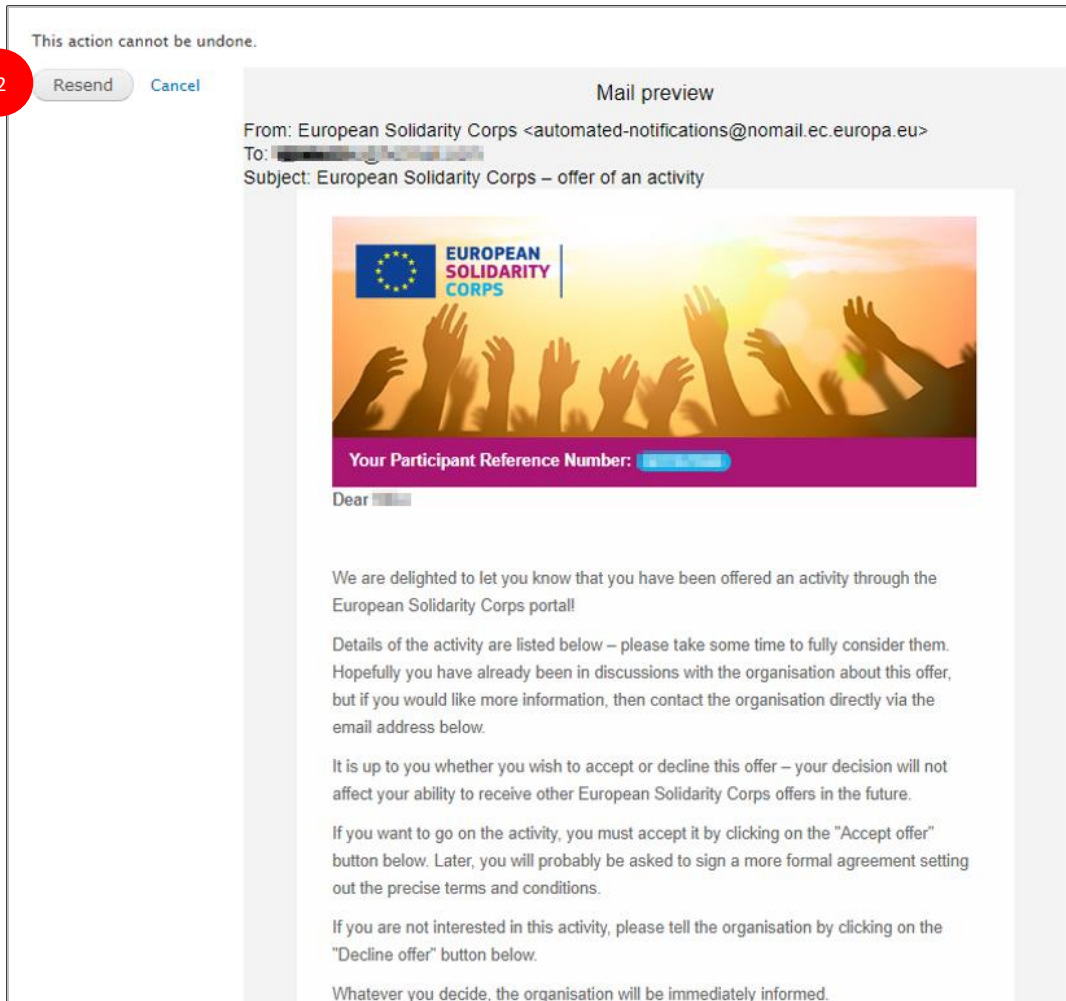 This action cannot be undone.
2
Resend Cancel
Mail preview
From: European Solidarity Corps <automated-notifications@nomail.ec.europa.eu>
To:
Subject: European Solidarity Corps – offer of an activity
EUROPEAN
SOLIDARITY
CORPS
Your Participant Reference Number:
Dear
We are delighted to let you know that you have been offered an activity through the
European Solidarity Corps portal!
Details of the activity are listed below – please take some time to fully consider them.
Hopefully you have already been in discussions with the organisation about this offer,
but if you would like more information, then contact the organisation directly via the
email address below.
It is up to you whether you wish to accept or decline this offer – your decision will not
affect your ability to receive other European Solidarity Corps offers in the future.
If you want to go on the activity, you must accept it by clicking on the "Accept offer"
button below. Later, you will probably be asked to sign a more formal agreement setting
out the precise terms and conditions.
If you are not interested in this activity, please tell the organisation by clicking on the
"Decline offer" button below.
Whatever you decide, the organisation will be immediately informed.